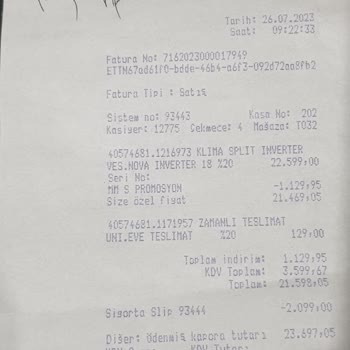 Tarih: 26.07.2023
Saat: 09:22:33
Fatura No: 7162023000017949
ETTM67ad61f0-bdde-46b4-a6f3-092d72aa8fb2
Fatura Tipi : Satış
Sistem no: 93443 Kasa No: 202
Kasiyer: 12775 Çekmece: 4 Mağaza: T032
40574681.1216973 KLIMA SPLIT INVERTER
VES.NOVA INVERTER 18 %20 22.599,00
Seri No:
MM S PROMOSYON -1.129,95
Size özel fiyat 21.469,05
40574681.1171957 ZAMANLI TESLIMAT
UNI.EVE TESLIMAT %20 129,00
Toplam indirim: 1.129,95
KDV Toplam: 3.599,67
Toplam: 21.598,05
Sigorta Slip 93444 -2.099,00
Diğer: ödenmiş kapora tutarı 23.697,05
KDV Tutar